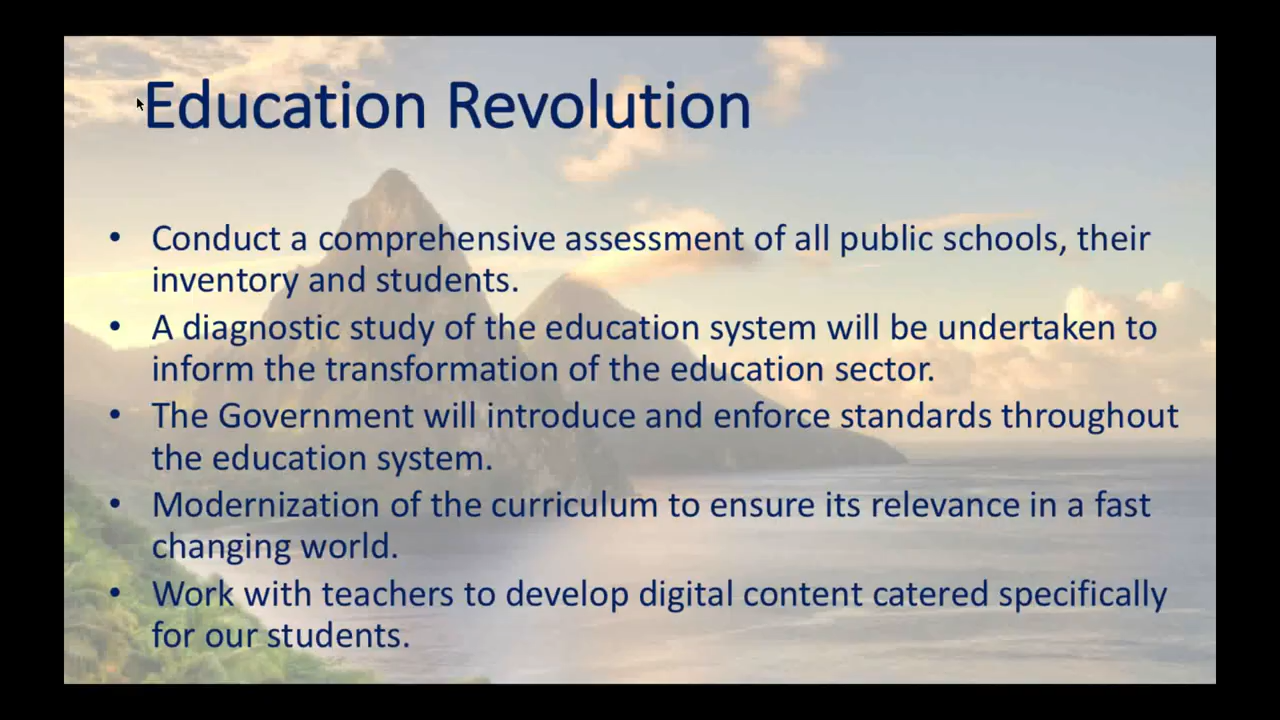 Education Revolution
• Conduct a comprehensive assessment of all public schools, their
inventory and students.
• A diagnostic study of the education system will be undertaken to
inform the transformation of the education sector.
• The Government will introduce and enforce standards throughout
the education system.
• Modernization of the curriculum to ensure its relevance in a fast
changing world.
• Work with teachers to develop digital content catered specifically
for our students.